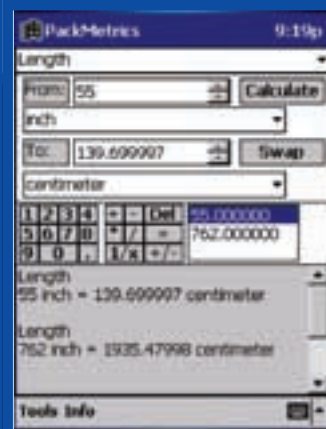 PackMetrics 9:19p
Length
From: 55 Calculate
inch
To: 139.699997 Swap
centimeter
1 2 3 4 + - Del 55.000000
5 6 7 8 * / = 762.000000
9 0 . 1/x +/-
Length
55 inch = 139.699997 centimeter
Length
762 inch = 1935.47998 centimeter
Tools Info